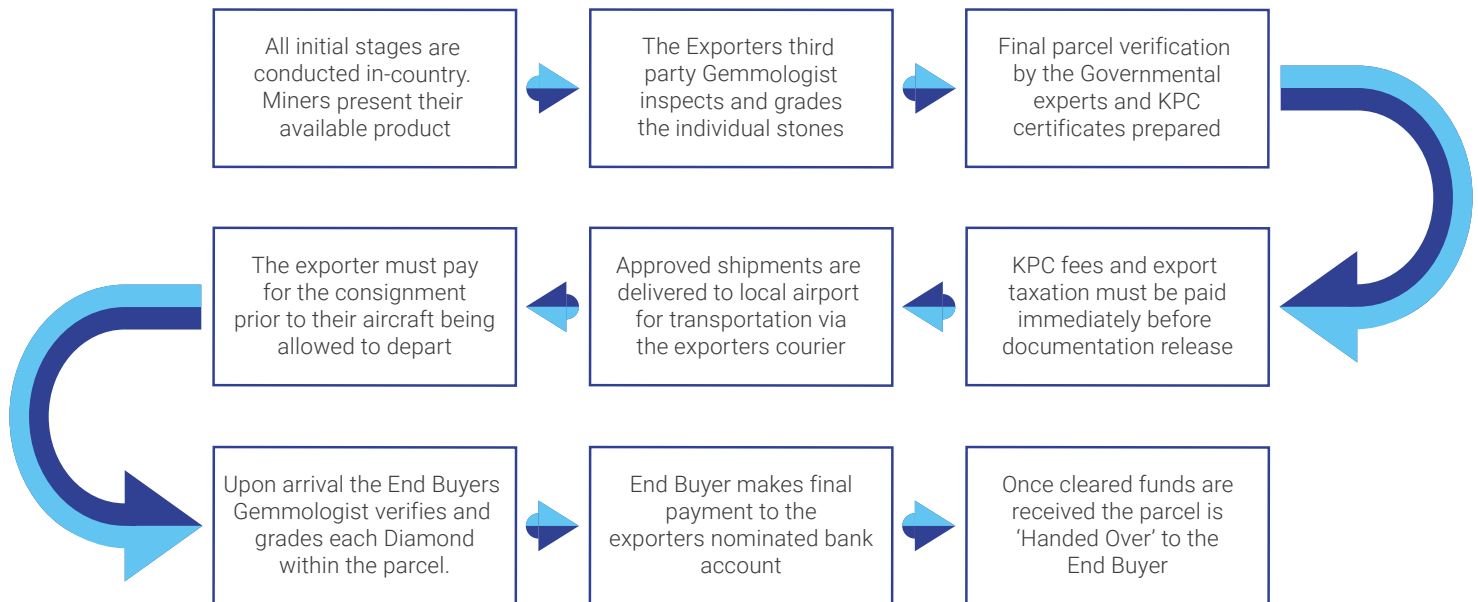 All initial stages are
conducted in-country.
Miners present their
available product
The Exporters third
party Gemmologist
inspects and grades
the individual stones
Final parcel verification
by the Governmental
experts and KPC
certificates prepared
KPC fees and export
taxation must be paid
immediately before
documentation release
Approved shipments are
delivered to local airport
for transportation via
the exporters courier
The exporter must pay
for the consignment
prior to their aircraft being
allowed to depart
Upon arrival the End Buyers
Gemmologist verifies and
grades each Diamond
within the parcel.
End Buyer makes final
payment to the
exporters nominated bank
account
Once cleared funds are
received the parcel is
‘Handed Over’ to the
End Buyer